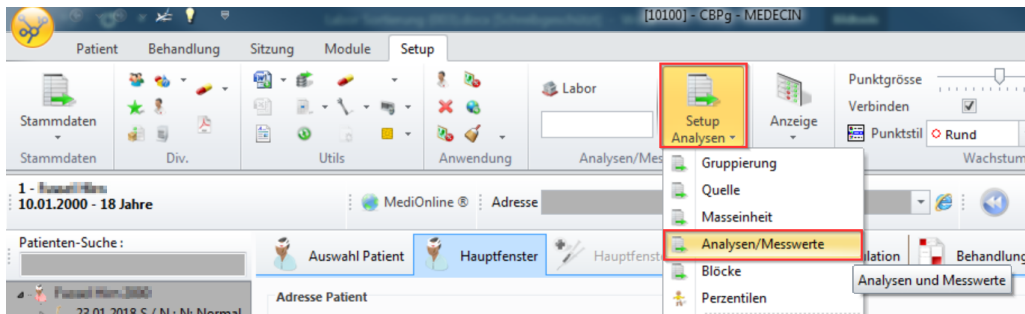 [10100] - CBPg - MEDECIN
Patient Behandlung Sitzung Module Setup
Stammdaten
Labor
Setup Analysen
Anzeige
Punktgrösse
Verbinden
Punktstil Rund
Stammdaten Div. Utils Anwendung Analysen/Mes Wachstum
Gruppierung
Quelle
Masseinheit
Analysen/Messwerte
Blöcke
Perzentilen
Analysen und Messwerte
1 -
10.01.2000 - 18 Jahre
MediOnline ® Adresse
Patienten-Suche :
Auswahl Patient Hauptfenster Hauptfenst ulation Behandlung
Adresse Patient
23.01.2018 S / N : N: Normal